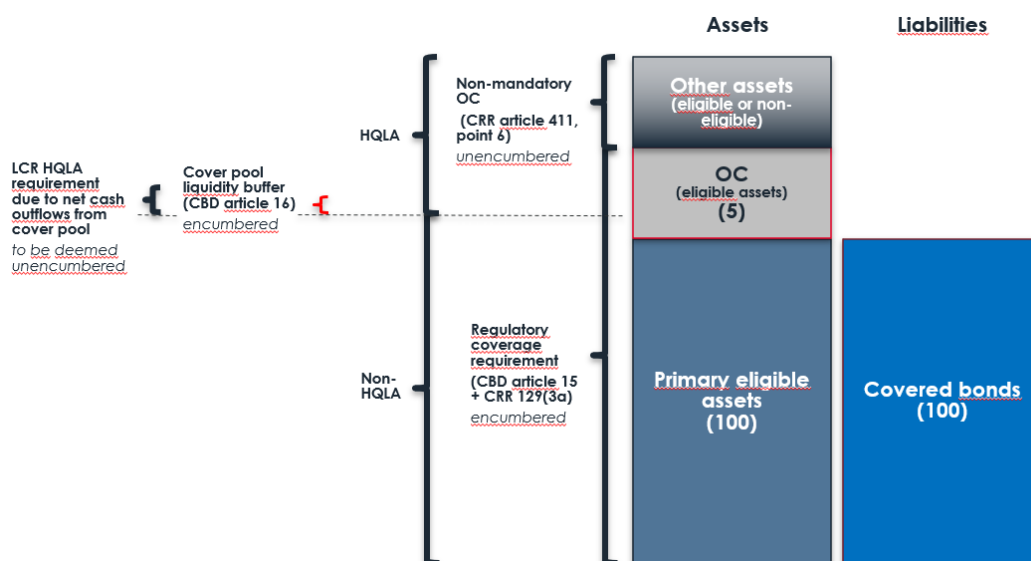 Assets
Liabilities
LCR HQLA
requirement
due to net cash
outflows from
cover pool
to be deemed
unencumbered
Cover pool
liquidity buffer
(CBD article 16)
encumbered
HQLA
Non-
HQLA
Non-mandatory
OC
(CRR article 411,
point 6)
unencumbered
Regulatory
coverage
requirement
(CBD article 15
+ CRR 129(3a)
encumbered
Other assets
(eligible or non-
eligible)
OC
(eligible assets)
(5)
Primary eligible
assets
(100)
Covered bonds
(100)